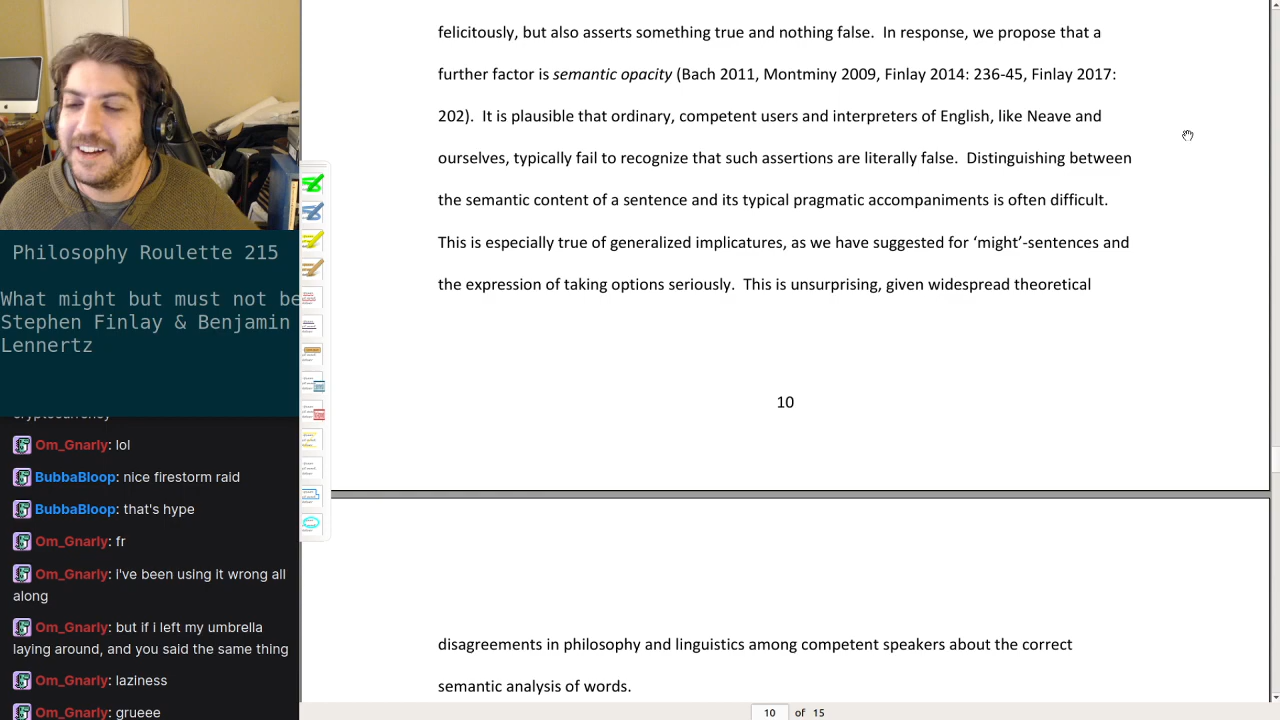 felicitously, but also asserts something true and nothing false.  In response, we propose that a
further factor is semantic opacity (Bach 2011, Montminy 2009, Finlay 2014: 236-45, Finlay 2017:
202).  It is plausible that ordinary, competent users and interpreters of English, like Neave and
ourselves, typically fail to recognize that such assertions are literally false.  Distinguishing between
the semantic content of a sentence and its typical pragmatic accompaniments is often difficult.
This is especially true of generalized implicatures, as we have suggested for ‘might’-sentences and
the expression of taking options seriously.  This is unsurprising, given widespread theoretical
10
disagreements in philosophy and linguistics among competent speakers about the correct
semantic analysis of words.
10 of 15
Philosophy Roulette 215
What might but must not be
Stephen Finlay & Benjamin
Lennertz
cryptocurrency
Om_Gnarly: lol
BubbaBloop: nice firestorm raid
BubbaBloop: that's hype
Om_Gnarly: fr
Om_Gnarly: i've been using it wrong all
along
Om_Gnarly: but if i left my umbrella
laying around, and you said the same thing
Om_Gnarly: laziness
Om_Gnarly: grueee